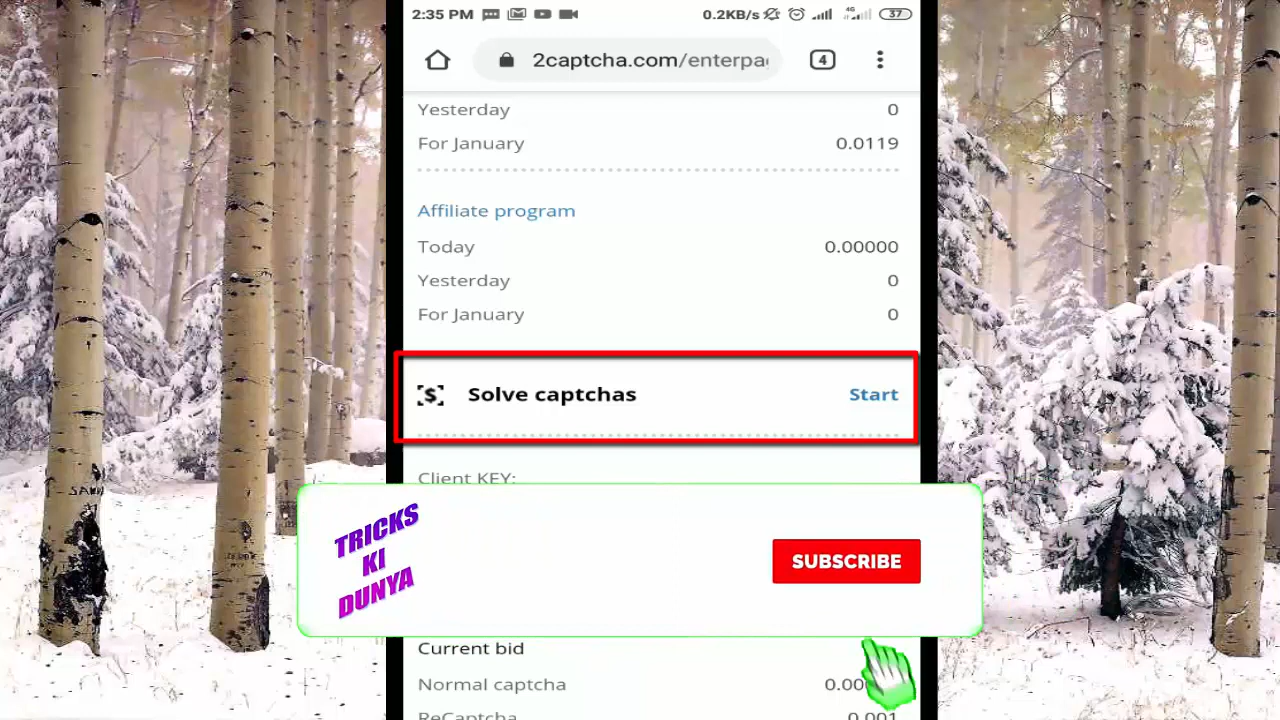 2:35 PM 0.2KB/s 4G 37
2captcha.com/enterpa 4
Yesterday 0
For January 0.0119
Affiliate program
Today 0.00000
Yesterday 0
For January 0
$ Solve captchas Start
Client KEY:
TRICKS
KI
DUNYA
SUBSCRIBE
Current bid
Normal captcha 0.00
ReCaptcha 0.001